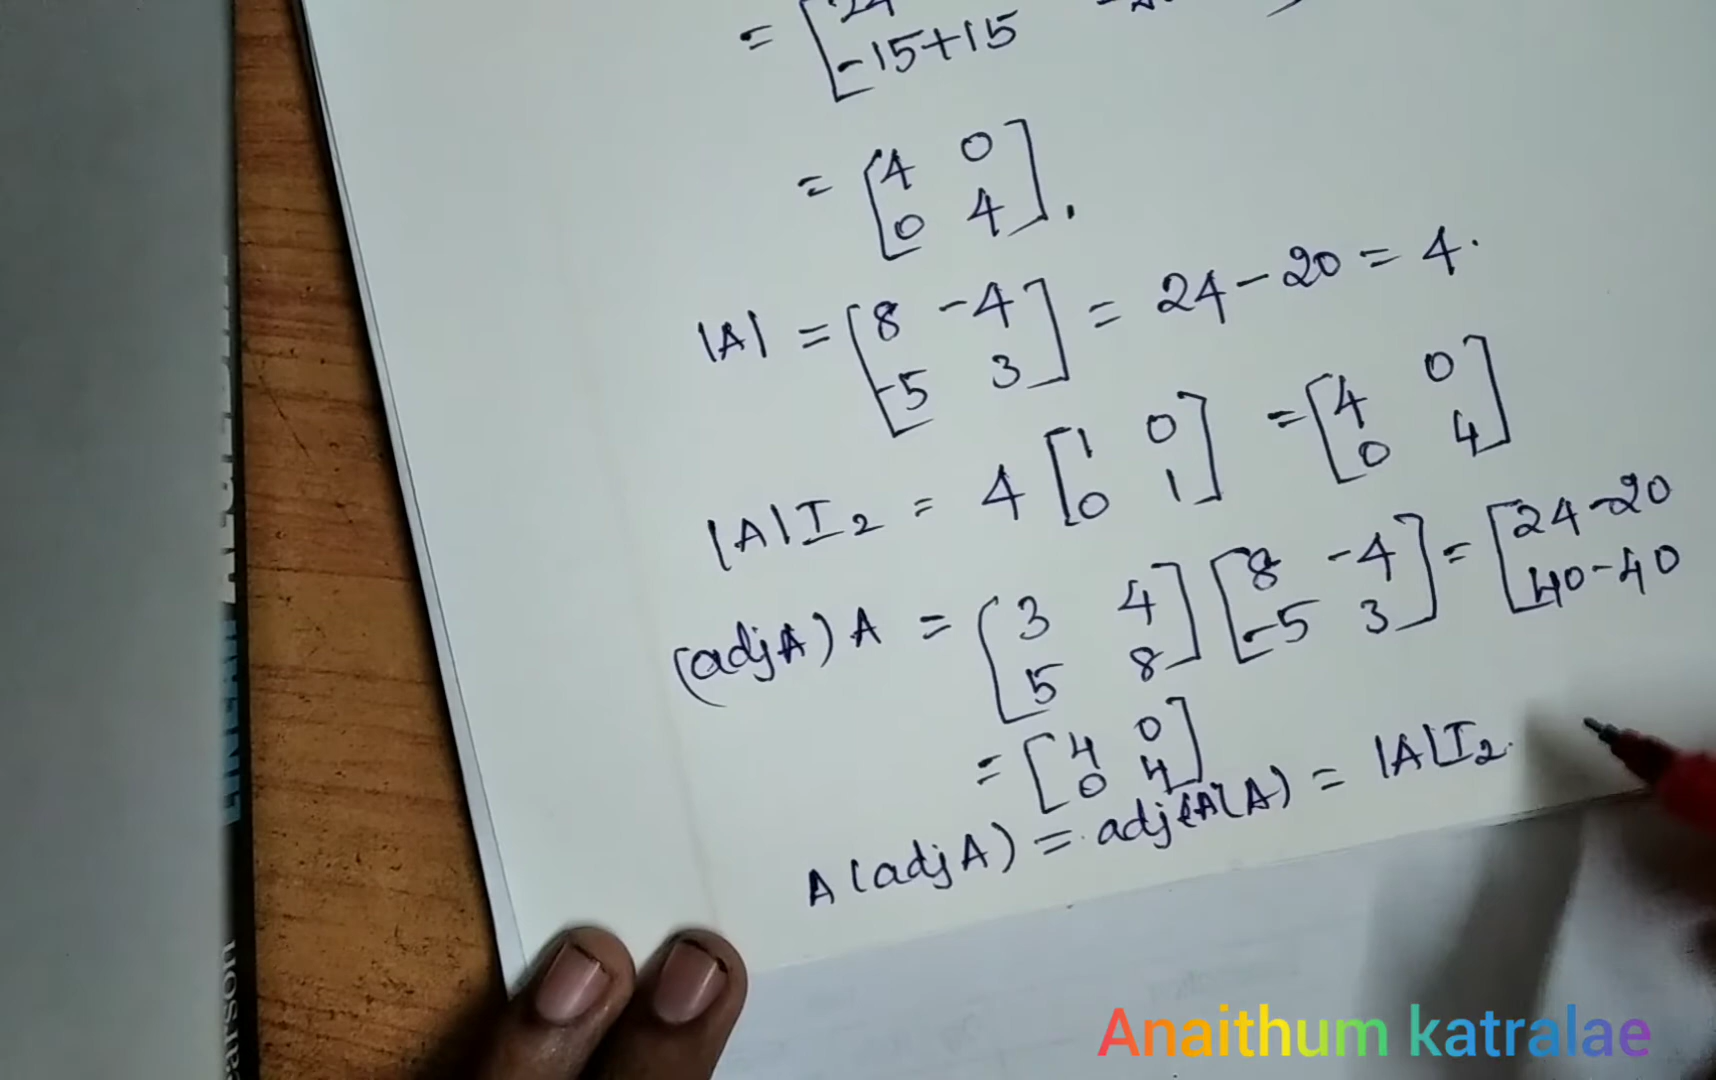 = [ 24
-15+15
= [ 4 0
0 4 ] .
|A| = [ 8 -4
-5 3 ] = 24 - 20 = 4.
|A|I₂ = 4 [ 1 0
0 1 ] = [ 4 0
0 4 ]
(adjA)A = [ 3 4
5 8 ] [ 8 -4
-5 3 ] = [ 24-20
40-40
= [ 4 0
0 4 ]
A(adjA) = adj(A(A) = |A|I₂.
earson
Anaithum katralae